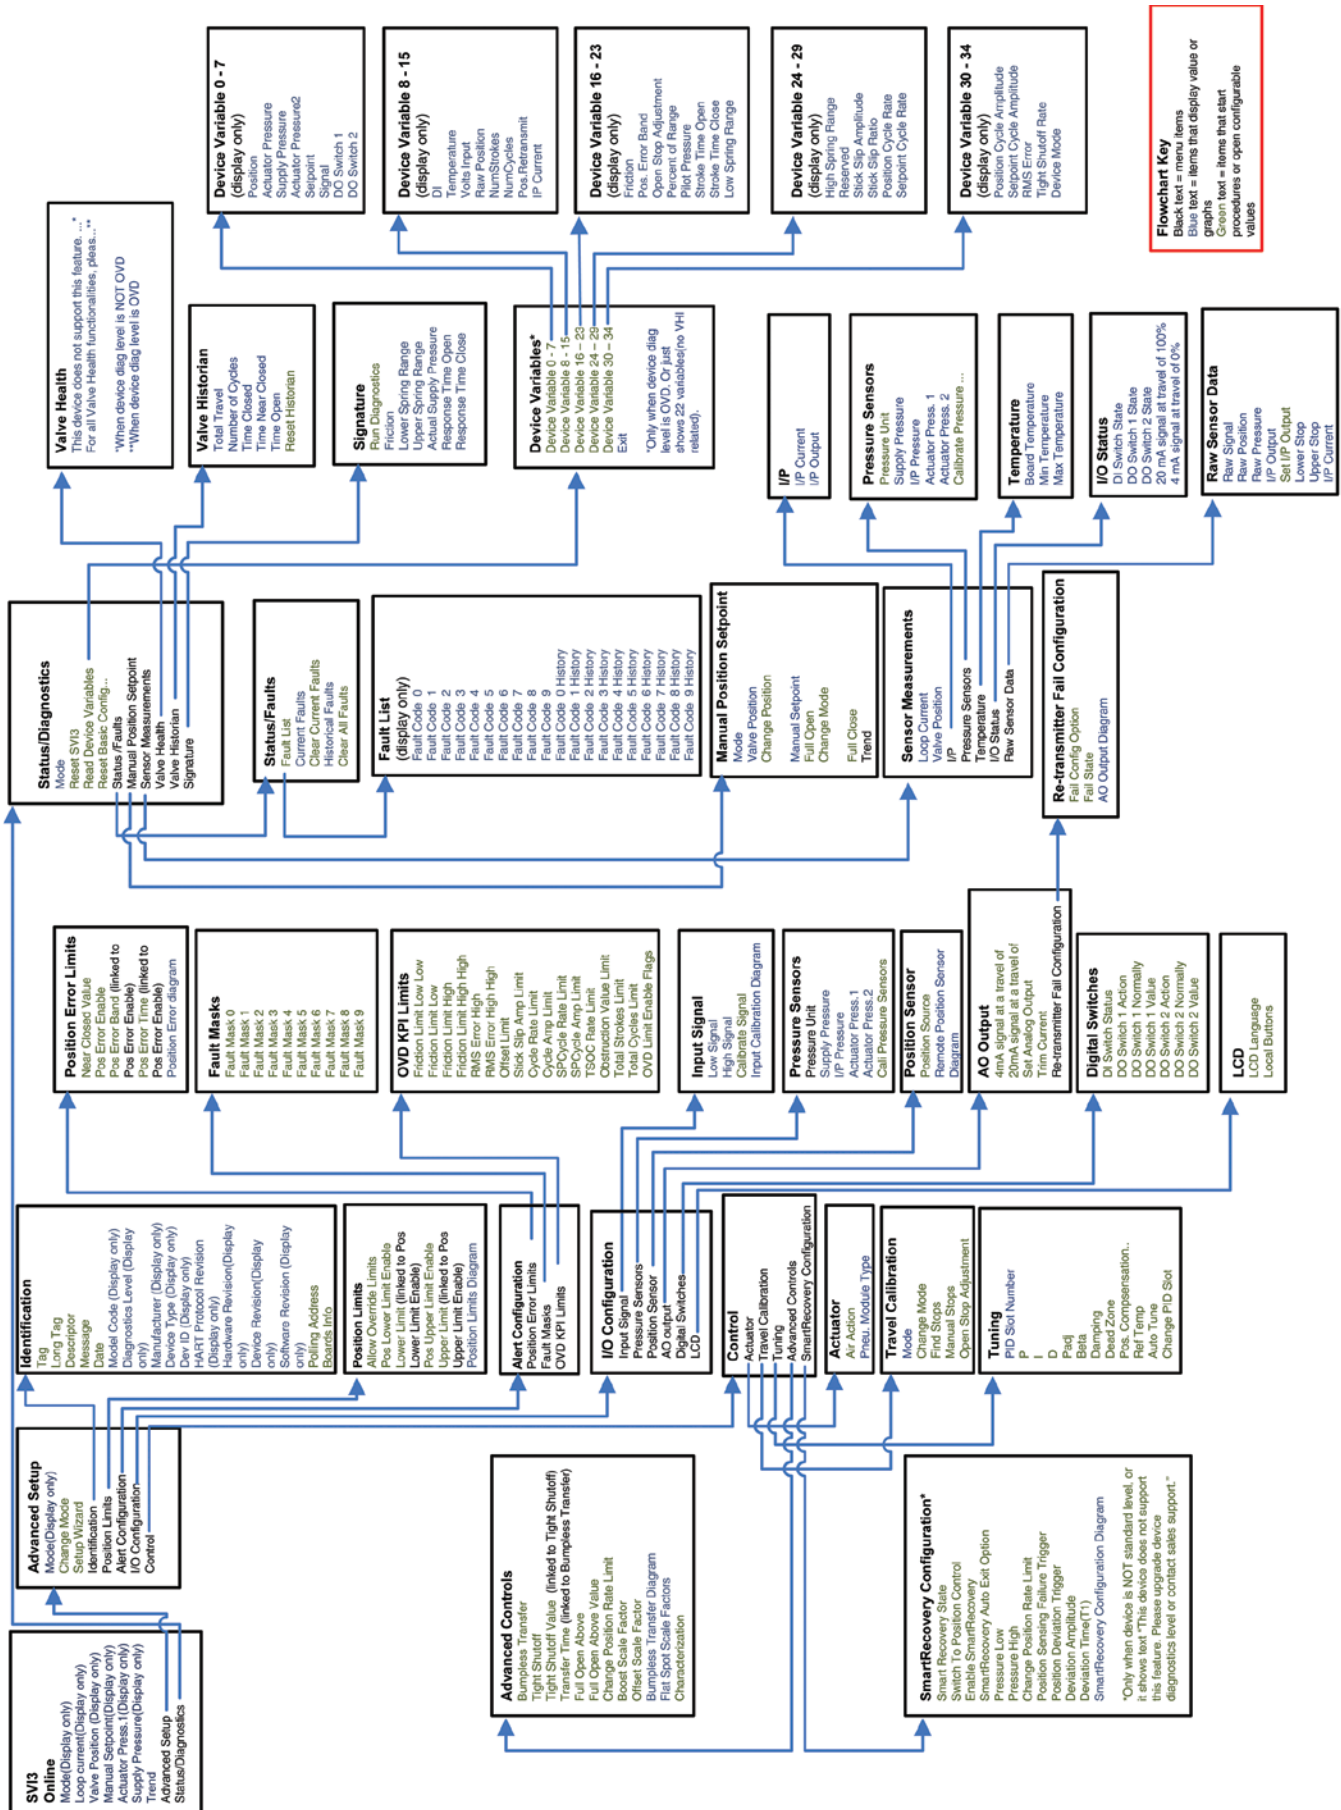 SVI3
Online
Mode(Display only)
Loop current(Display only)
Valve Position (Display only)
Manual Setpoint(Display only)
Actuator Press.1(Display only)
Supply Pressure(Display only)
Trend
Advanced Setup
Status/Diagnostics
Advanced Setup
Mode(Display only)
Change Mode
Setup Wizard
Identification
Position Limits
Alert Configuration
I/O Configuration
Control
Identification
Tag
Long Tag
Descriptor
Message
Date
Model Code (Display only)
Diagnostics Level (Display
only)
Manufacturer (Display only)
Device Type (Display only)
Dev ID (Display only)
HART Protocol Revision
(Display only)
Hardware Revision(Display
only)
Device Revision(Display
only)
Software Revision (Display
only)
Polling Address
Boards Info
Position Limits
Allow Override Limits
Pos Lower Limit Enable
Lower Limit (linked to Pos
Lower Limit Enable)
Pos Upper Limit Enable
Upper Limit (linked to Pos
Upper Limit Enable)
Position Limits Diagram
Alert Configuration
Position Error Limits
Fault Masks
OVD KPI Limits
I/O Configuration
Input Signal
Pressure Sensors
Position Sensor
AO output
Digital Switches
LCD
Control
Actuator
Travel Calibration
Tuning
Advanced Controls
SmartRecovery Configuration
Actuator
Air Action
Pneu. Module Type
Travel Calibration
Mode
Change Mode
Find Stops
Manual Stops
Open Stop Adjustment
Tuning
PID Slot Number
P
I
D
Padj
Beta
Damping
Deed Zone
Pos. Compensation..
Ref Temp
Auto Tune
Change PID Slot
Advanced Controls
Bumpless Transfer
Tight Shutoff
Tight Shutoff Value (linked to Tight Shutoff)
Transfer Time (linked to Bumpless Transfer)
Full Open Above
Full Open Above Value
Change Position Rate Limit
Boost Scale Factor
Offset Scale Factor
Bumpless Transfer Diagram
Flat Spot Scale Factors
Characterization
SmartRecovery Configuration*
Smart Recovery State
Switch To Position Control
Enable SmartRecovery
SmartRecovery Auto Exit Option
Pressure Low
Pressure High
Change Position Rate Limit
Position Sensing Failure Trigger
Position Deviation Trigger
Deviation Amplitude
Deviation Time(T1)
SmartRecovery Configuration Diagram
*Only when device is NOT standard level, or
it shows text "This device does not support
this feature. Please upgrade device
diagnostics level or contact sales support."
Position Error Limits
Near Closed Value
Pos Error Enable
Pos Error Band (linked to
Pos Error Enable)
Pos Error Time (linked to
Pos Error Enable)
Position Error diagram
Fault Masks
Fault Mask 0
Fault Mask 1
Fault Mask 2
Fault Mask 3
Fault Mask 4
Fault Mask 5
Fault Mask 6
Fault Mask 7
Fault Mask 8
Fault Mask 9
OVD KPI Limits
Friction Limit Low Low
Friction Limit Low
Friction Limit High
Friction Limit High High
RMS Error High
RMS Error High High
Offset Limit
Stick Slip Amp Limit
Cycle Rate Limit
Cycle Amp Limit
SPCycle Rate Limit
SPCycle Amp Limit
TSOC Rate Limit
Obstruction Value Limit
Total Strokes Limit
Total Cycles Limit
OVD Limit Enable Flags
Input Signal
Low Signal
High Signal
Calibrate Signal
Input Calibration Diagram
Pressure Sensors
Pressure Unit
Supply Pressure
I/P Pressure
Actuator Press.1
Actuator Press.2
Cali Pressure Sensors
Position Sensor
Position Source
Remote Position Sensor
Diagram
AO Output
4mA signal at a travel of
20mA signal at a travel of
Set Analog Output
Trim Current
Re-transmitter Fail Configuration
Digital Switches
DI Switch Status
DO Switch 1 Action
DO Switch 1 Normally
DO Switch 1 Value
DO Switch 2 Action
DO Switch 2 Normally
DO Switch 2 Value
LCD
LCD Language
Local Buttons
Re-transmitter Fail Configuration
Fail Config Option
Fail State
AO Output Diagram
Status/Diagnostics
Mode
Reset SVI3
Read Device Variables
Reset Basic Config...
Status /Faults
Manual Position Setpoint
Sensor Measurements
Valve Health
Valve Historian
Signature
Status/Faults
Fault List
Current Faults
Clear Current Faults
Historical Faults
Clear All Faults
Fault List
(display only)
Fault Code 0
Fault Code 1
Fault Code 2
Fault Code 3
Fault Code 4
Fault Code 5
Fault Code 6
Fault Code 7
Fault Code 8
Fault Code 9
Fault Code 0 History
Fault Code 1 History
Fault Code 2 History
Fault Code 3 History
Fault Code 4 History
Fault Code 5 History
Fault Code 6 History
Fault Code 7 History
Fault Code 8 History
Fault Code 9 History
Manual Position Setpoint
Mode
Valve Position
Change Position
Manual Setpoint
Full Open
Change Mode
Full Close
Trend
Sensor Measurements
Loop Current
Valve Position
I/P
Pressure Sensors
Temperature
I/O Status
Raw Sensor Data
Valve Health
This device does not support this feature. ...*
For all Valve Health functionalities, pleas...**
*When device diag level is NOT OVD
**When device diag level is OVD
Valve Historian
Total Travel
Number of Cycles
Time Closed
Time Near Closed
Time Open
Reset Historian
Signature
Run Diagnostics
Friction
Lower Spring Range
Upper Spring Range
Actual Supply Pressure
Response Time Open
Response Time Close
Device Variables*
Device Variable 0 - 7
Device Variable 8 - 15
Device Variable 16 – 23
Device Variable 24 – 29
Device Variable 30 - 34
Exit
*Only when device diag
level is OVD. Or just
shows 22 variables(no VHI
related).
I/P
I/P Current
I/P Output
Pressure Sensors
Pressure Unit
Supply Pressure
I/P Pressure
Actuator Press. 1
Actuator Press. 2
Calibrate Pressure ...
Temperature
Board Temperature
Min Temperature
Max Temperature
I/O Status
DI Switch State
DO Switch 1 State
DO Switch 2 State
20 mA signal at travel of 100%
4 mA signal at travel of 0%
Raw Sensor Data
Raw Signal
Raw Position
Raw Pressure
I/P Output
Set I/P Output
Lower Stop
Upper Stop
I/P Current
Device Variable 0 - 7
(display only)
Position
Actuator Pressure
Supply Pressure
Actuator Pressure2
Setpoint
Signal
DO Switch 1
DO Switch 2
Device Variable 8 - 15
(display only)
DI
Temperature
Volts Input
Raw Position
NumStrokes
NumCycles
Pos.Retransmit
IP Current
Device Variable 16 - 23
(display only)
Friction
Pos. Error Band
Open Stop Adjustment
Percent of Range
Pilot Pressure
Stroke Time Open
Stroke Time Close
Low Spring Range
Device Variable 24 - 29
(display only)
High Spring Range
Reserved
Stick Slip Amplitude
Stick Slip Ratio
Position Cycle Rate
Setpoint Cycle Rate
Device Variable 30 - 34
(display only)
Position Cycle Amplitude
Setpoint Cycle Amplitude
RMS Error
Tight Shutoff Rate
Device Mode
Flowchart Key
Black text = menu items
Blue text = items that display value or
graphs
Green text = items that start
procedures or open configurable
values